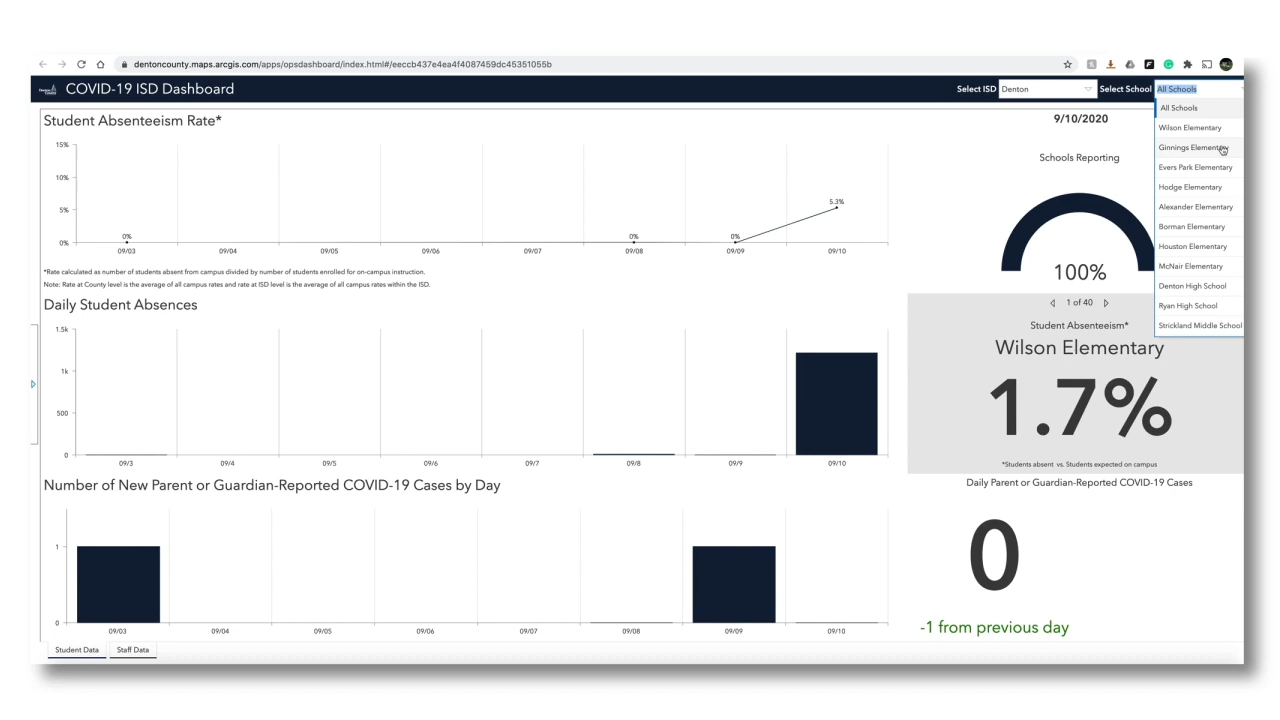 dentoncounty.maps.arcgis.com/apps/opsdashboard/index.html#/eeccb437e4ea4f4087459dc45351055b
COVID-19 ISD Dashboard
Select ISD Denton Select School All Schools
All Schools
Wilson Elementary
Ginnings Elementary
Evers Park Elementary
Hodge Elementary
Alexander Elementary
Borman Elementary
Houston Elementary
McNair Elementary
Denton High School
Ryan High School
Strickland Middle School
Student Absenteeism Rate*
15%
10%
5%
0%
0% 0% 0% 5.3%
09/03 09/04 09/05 09/06 09/07 09/08 09/09 09/10
*Rate calculated as number of students absent from campus divided by number of students enrolled for on-campus instruction.
Note: Rate at County level is the average of all campus rates and rate at ISD level is the average of all campus rates within the ISD.
Daily Student Absences
1.5k
1k
500
0
09/3 09/4 09/5 09/6 09/7 09/8 09/9 09/10
Number of New Parent or Guardian-Reported COVID-19 Cases by Day
1
0
09/03 09/04 09/05 09/06 09/07 09/08 09/09 09/10
Student Data Staff Data
9/10/2020
Schools Reporting
100%
1 of 40
Student Absenteeism*
Wilson Elementary
1.7%
*Students absent vs. Students expected on campus
Daily Parent or Guardian-Reported COVID-19 Cases
0
-1 from previous day